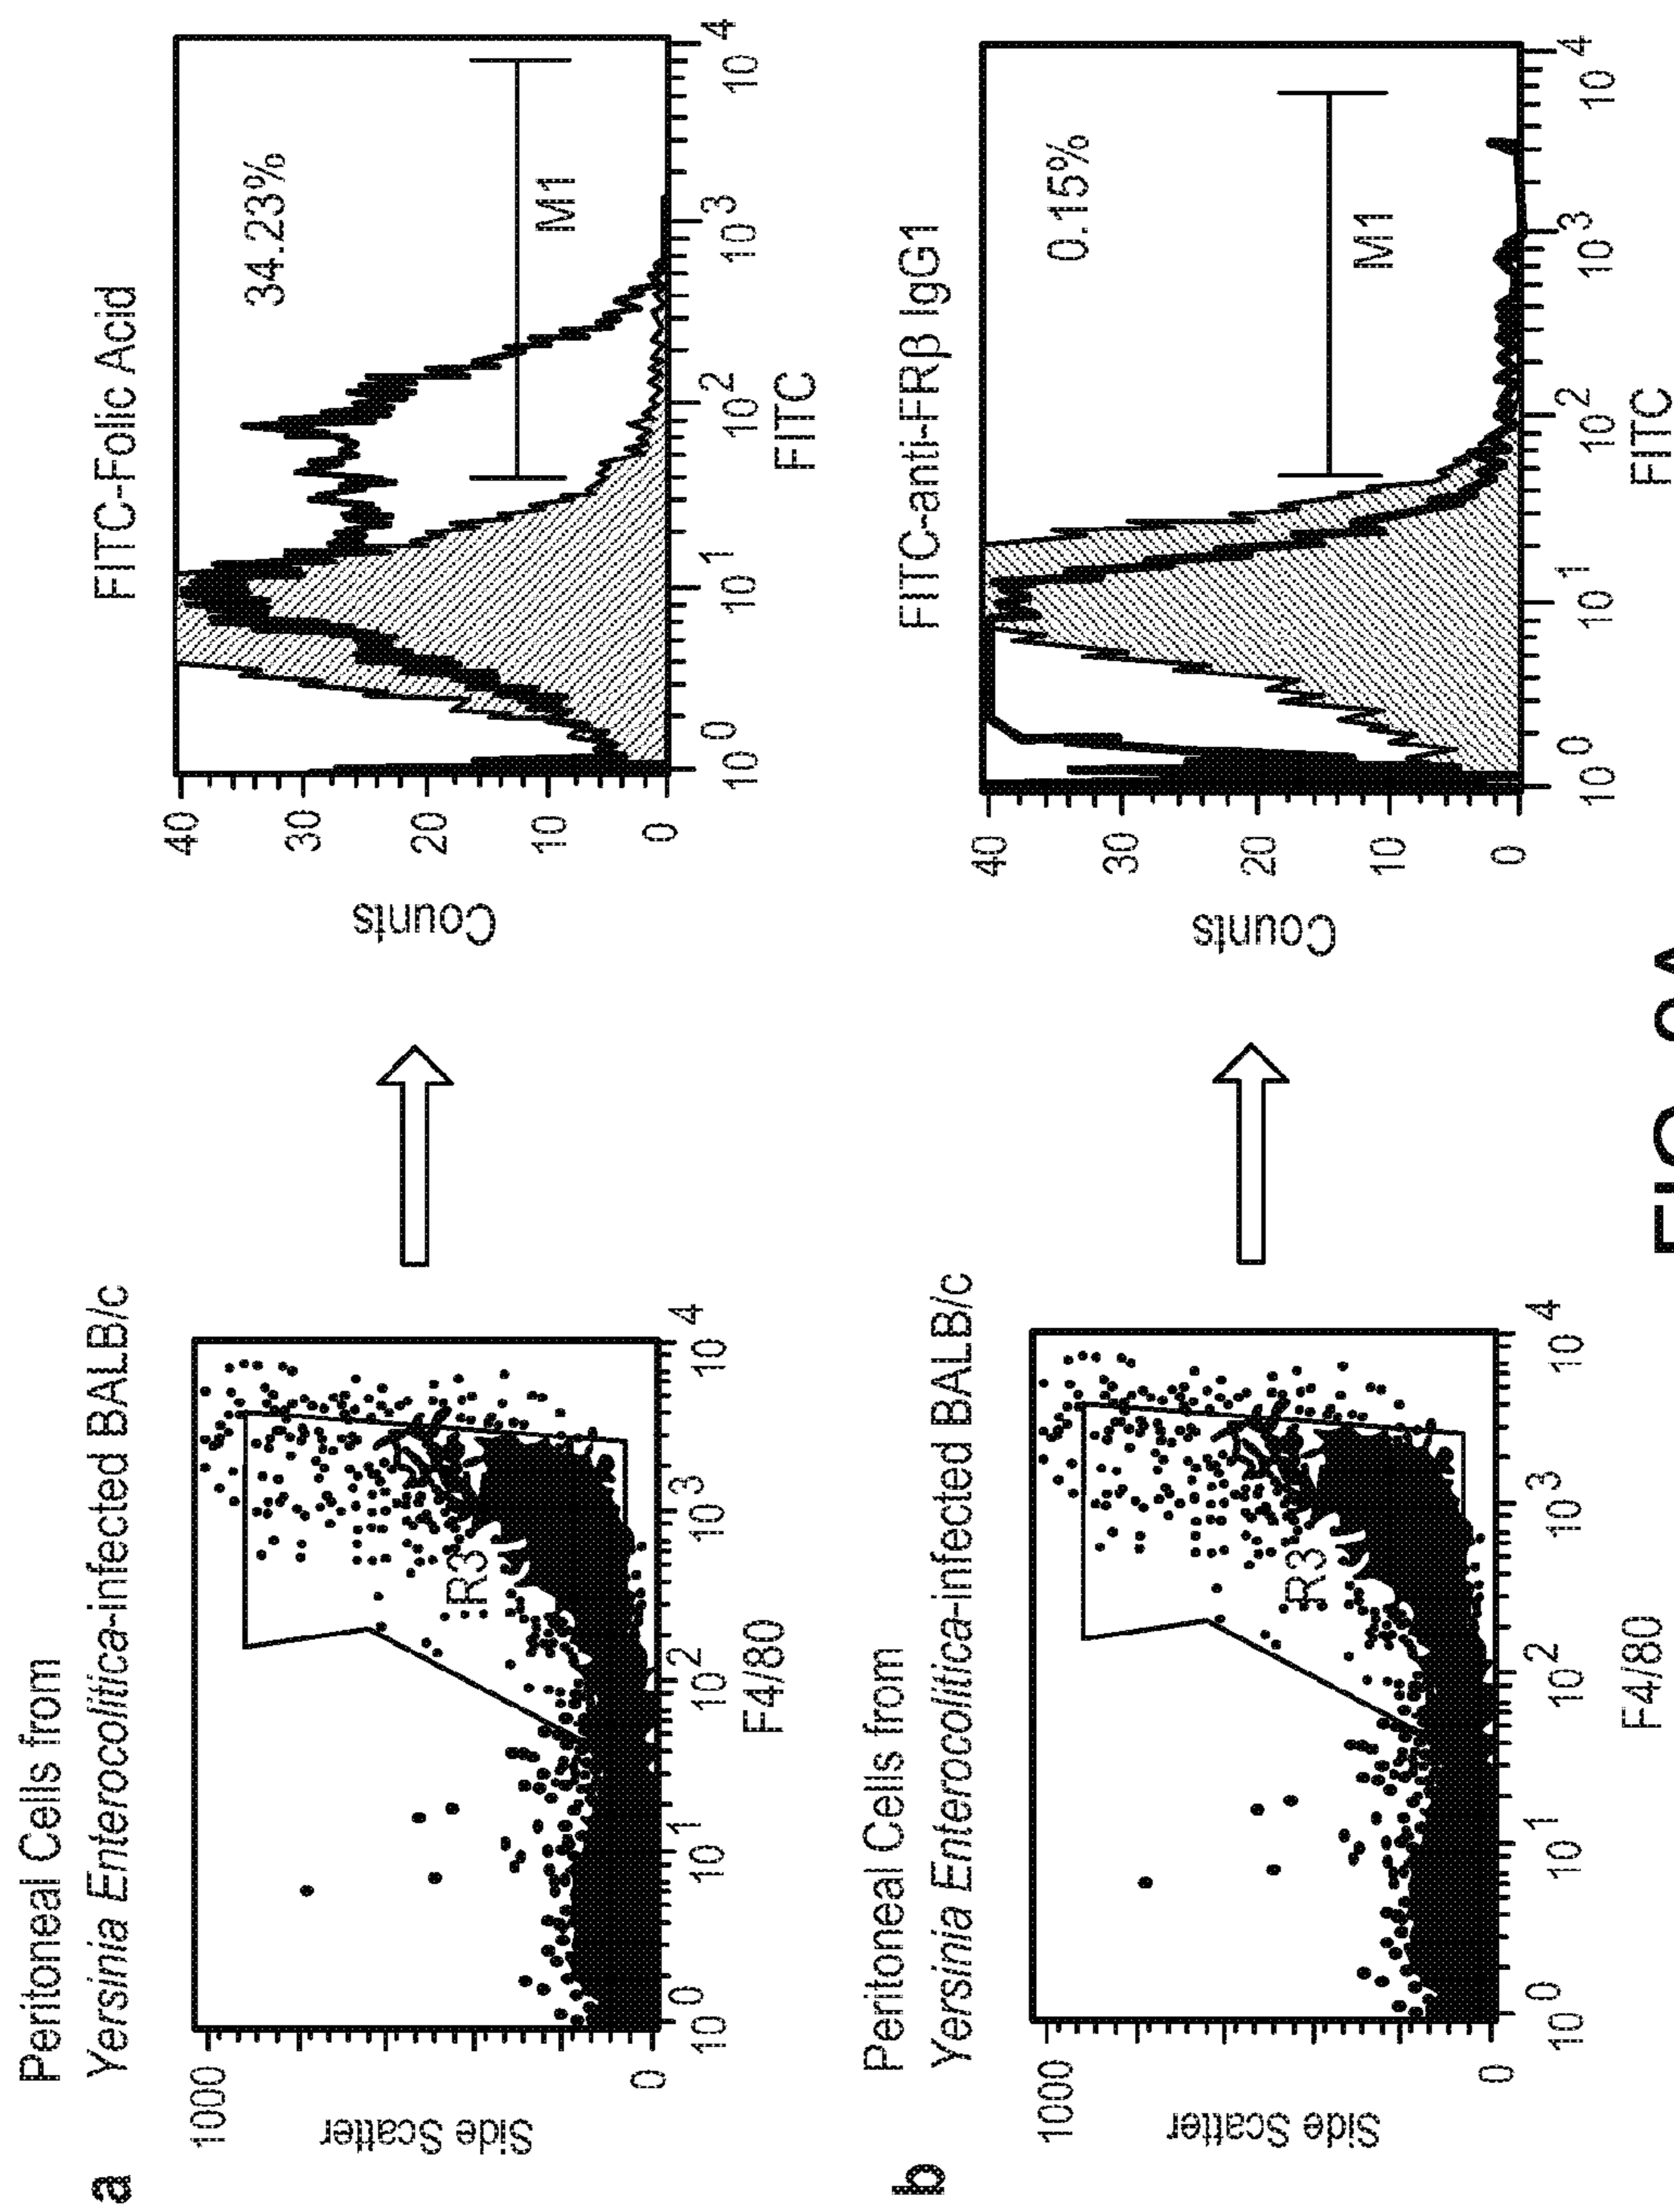 a
Peritoneal Cells from
Yersinia Enterocolitica-infected BALB/c
1000
Side Scatter
0
R3
10^0 10^1 10^2 10^3 10^4
F4/80
FITC-Folic Acid
40
30
20
10
0
Counts
34.23%
M1
10^0 10^1 10^2 10^3 10^4
FITC
b
Peritoneal Cells from
Yersinia Enterocolitica-infected BALB/c
1000
Side Scatter
0
R3
10^0 10^1 10^2 10^3 10^4
F4/80
FITC-anti-FRβ IgG1
40
30
20
10
0
Counts
0.15%
M1
10^0 10^1 10^2 10^3 10^4
FITC